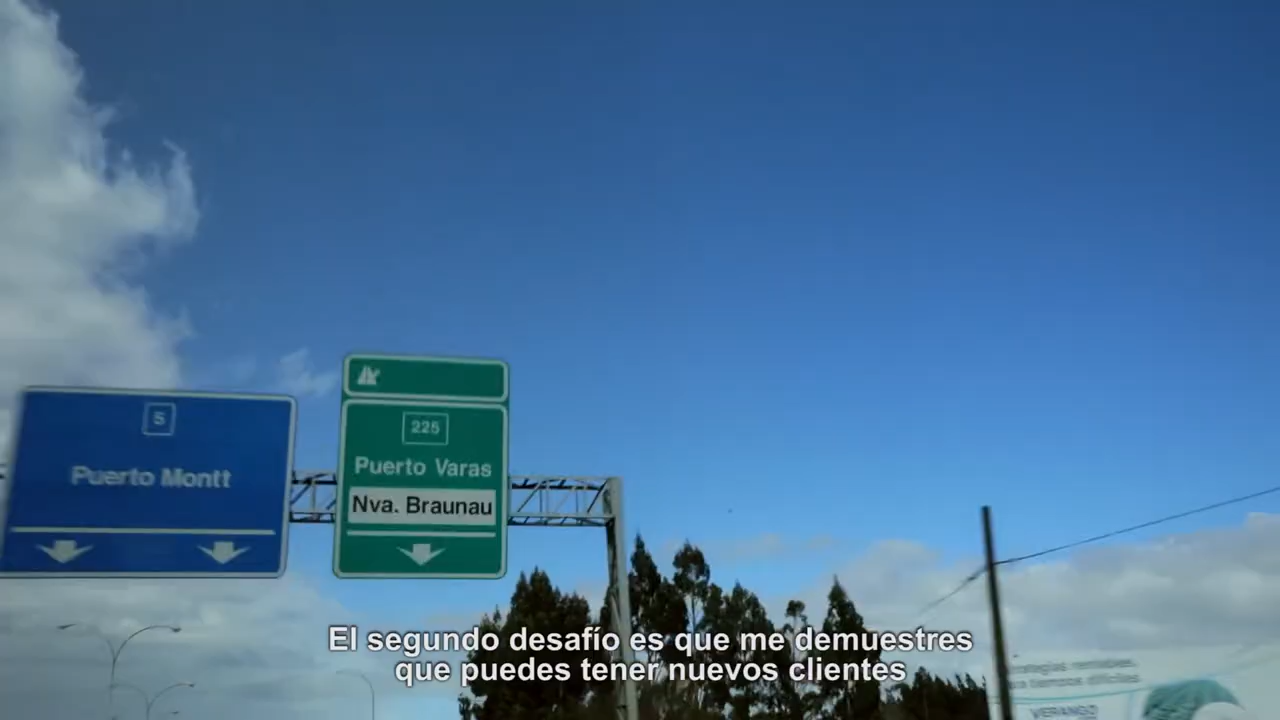 5
Puerto Montt
225
Puerto Varas
Nva. Braunau
El segundo desafío es que me demuestres
que puedes tener nuevos clientes
VERANGO